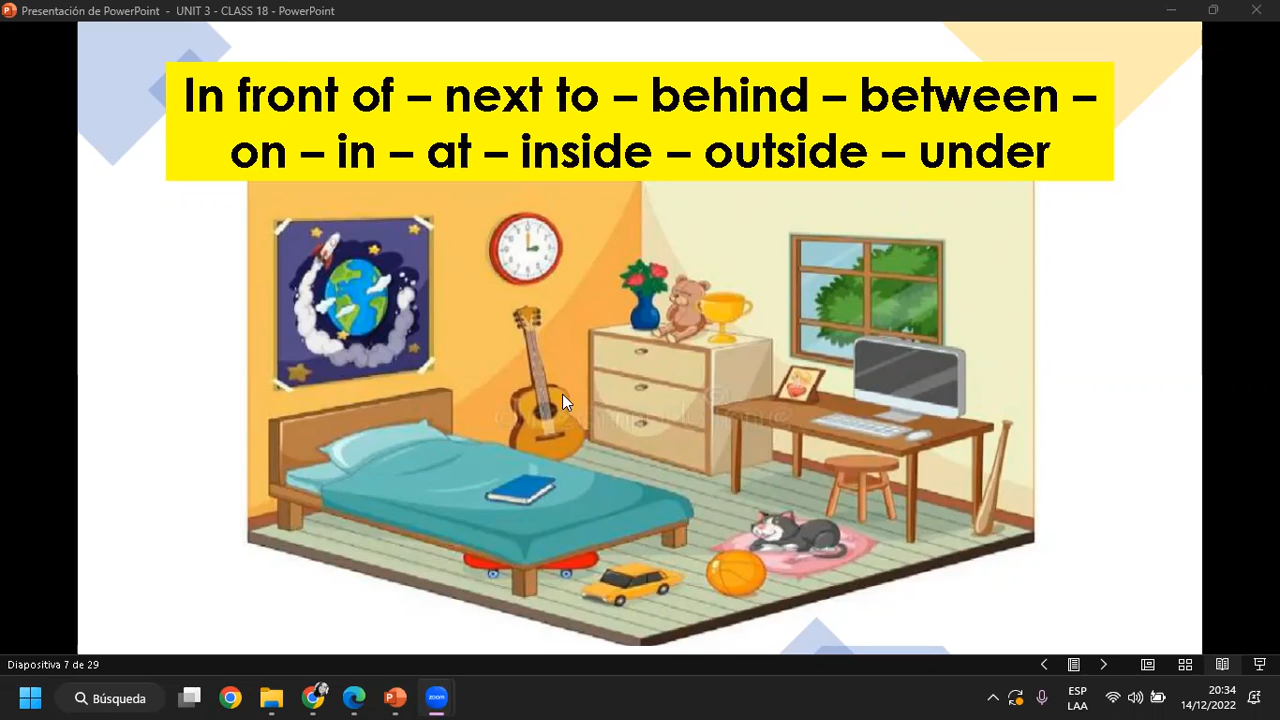 Presentación de PowerPoint - UNIT 3 - CLASS 18 - PowerPoint
In front of – next to – behind – between –
on – in – at – inside – outside – under
Diapositiva 7 de 29
Búsqueda
zoom
ESP
LAA
20:34
14/12/2022